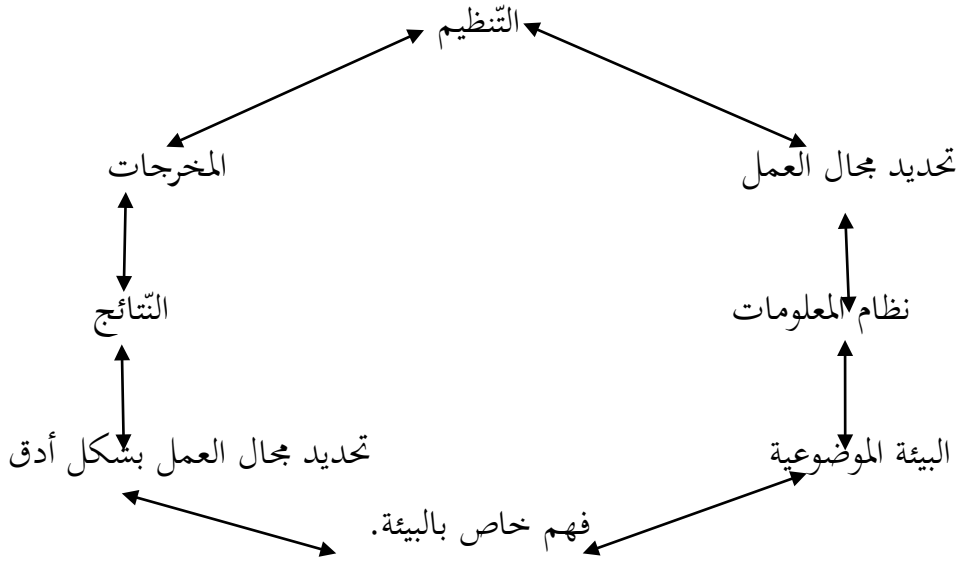 التّنظيم
تحديد مجال العمل
المخرجات
نظام المعلومات
النّتائج
البيئة الموضوعية
تحديد مجال العمل بشكل أدق
فهم خاص بالبيئة.